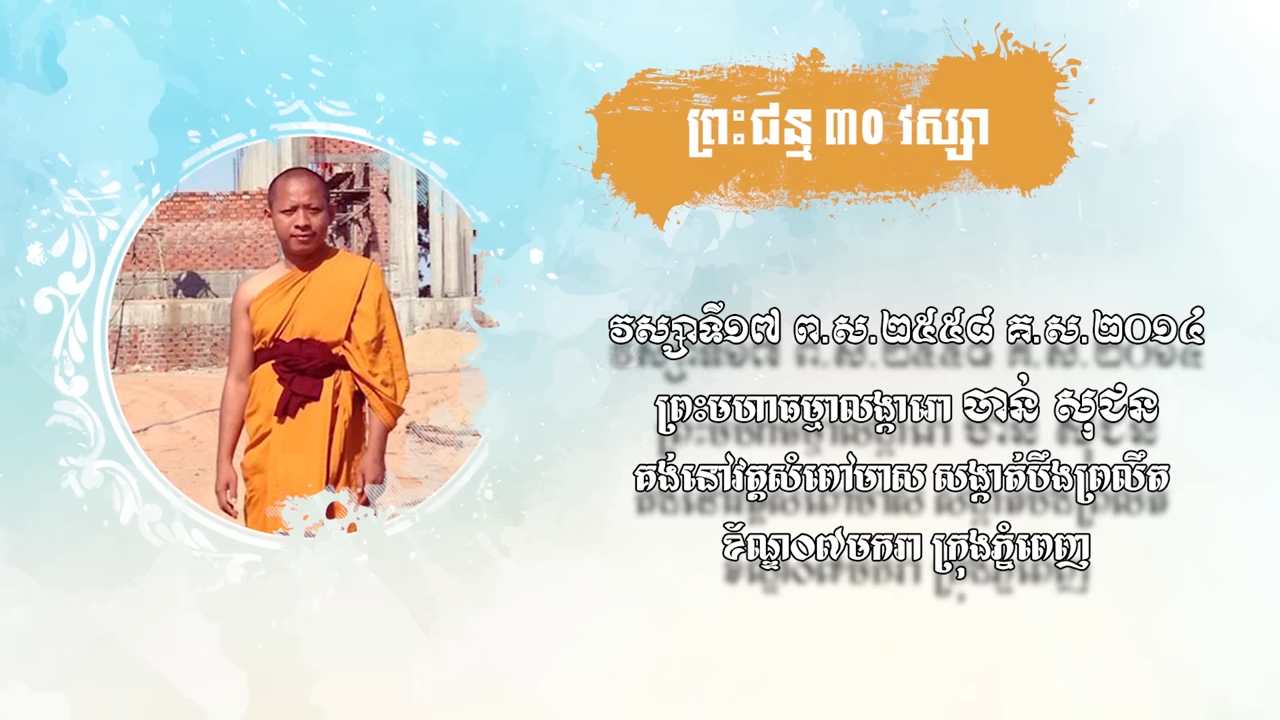 ព្រះជន្ម ៣០ វស្សា
វស្សាទី១៧ ព.ស.២៥៥៨ គ.ស.២០១៤
ព្រះមហាធម្មាលង្ការោ ចាន់ សុជន
គង់នៅវត្តសំពៅមាស សង្កាត់បឹងព្រលឹត
ខ័ណ្ឌ០៧មករា ក្រុងភ្នំពេញ